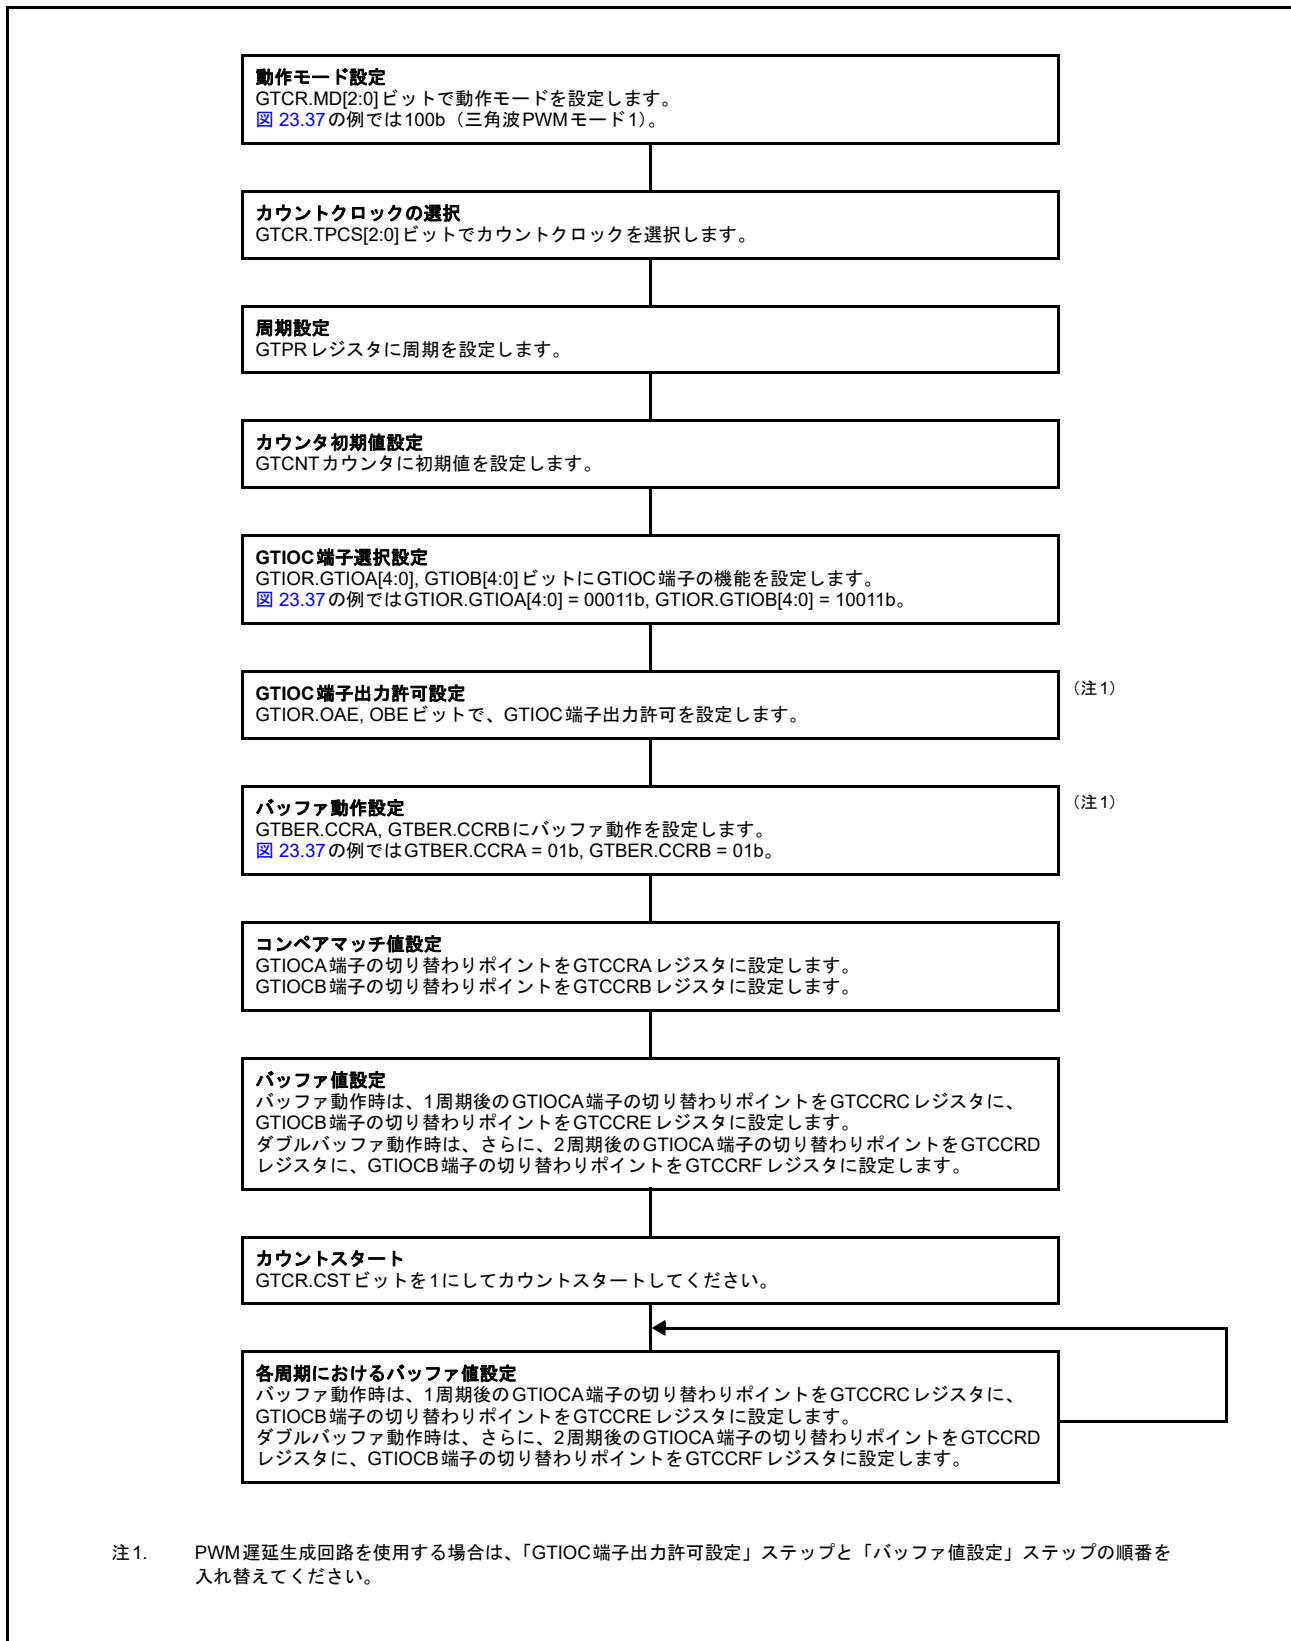 動作モード設定
GTCR.MD[2:0]ビットで動作モードを設定します。
図 23.37の例では100b（三角波PWMモード1）。
カウントクロックの選択
GTCR.TPCS[2:0]ビットでカウントクロックを選択します。
周期設定
GTPRレジスタに周期を設定します。
カウンタ初期値設定
GTCNTカウンタに初期値を設定します。
GTIOC端子選択設定
GTIOR.GTIOA[4:0], GTIOB[4:0]ビットにGTIOC端子の機能を設定します。
図 23.37の例ではGTIOR.GTIOA[4:0] = 00011b, GTIOR.GTIOB[4:0] = 10011b。
GTIOC端子出力許可設定
（注1）
GTIOR.OAE, OBEビットで、GTIOC端子出力許可を設定します。
バッファ動作設定
（注1）
GTBER.CCRA, GTBER.CCRBにバッファ動作を設定します。
図 23.37の例ではGTBER.CCRA = 01b, GTBER.CCRB = 01b。
コンペアマッチ値設定
GTIOCA端子の切り替わりポイントをGTCCRAレジスタに設定します。
GTIOCB端子の切り替わりポイントをGTCCRBレジスタに設定します。
バッファ値設定
バッファ動作時は、1周期後のGTIOCA端子の切り替わりポイントをGTCCRCレジスタに、
GTIOCB端子の切り替わりポイントをGTCCREレジスタに設定します。
ダブルバッファ動作時は、さらに、2周期後のGTIOCA端子の切り替わりポイントをGTCCRD
レジスタに、GTIOCB端子の切り替わりポイントをGTCCRFレジスタに設定します。
カウントスタート
GTCR.CSTビットを1にしてカウントスタートしてください。
各周期におけるバッファ値設定
バッファ動作時は、1周期後のGTIOCA端子の切り替わりポイントをGTCCRCレジスタに、
GTIOCB端子の切り替わりポイントをGTCCREレジスタに設定します。
ダブルバッファ動作時は、さらに、2周期後のGTIOCA端子の切り替わりポイントをGTCCRD
レジスタに、GTIOCB端子の切り替わりポイントをGTCCRFレジスタに設定します。
注1. PWM遅延生成回路を使用する場合は、「GTIOC端子出力許可設定」ステップと「バッファ値設定」ステップの順番を
入れ替えてください。